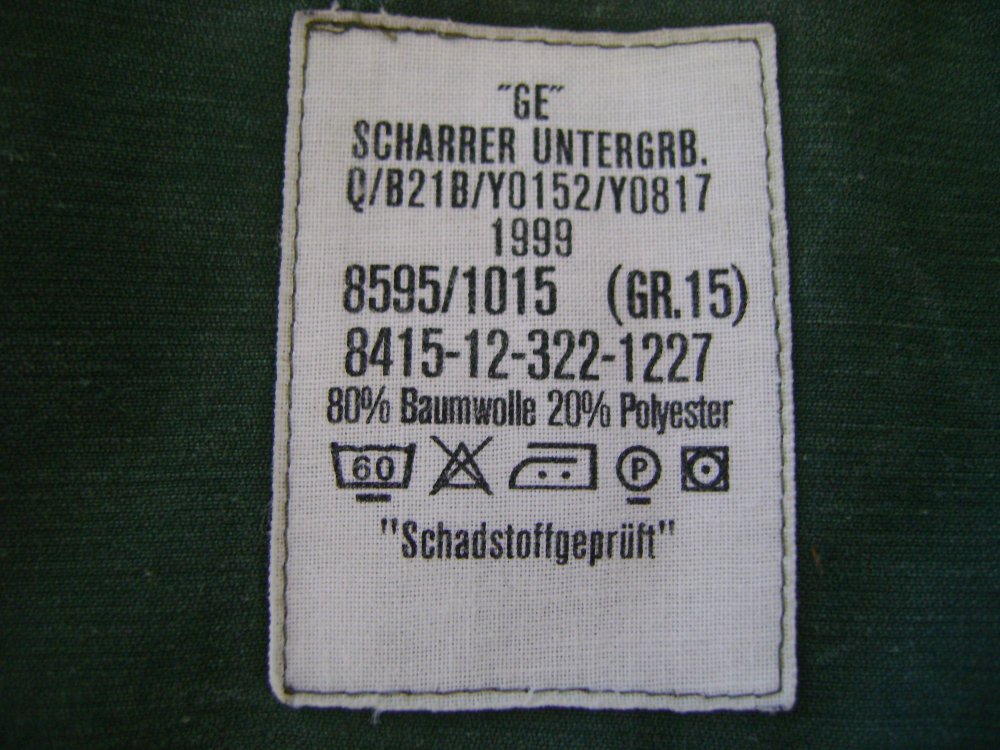 "GE"
SCHARRER UNTERGRB.
Q/B21B/Y0152/Y0817
1999
8595/1015 (GR.15)
8415-12-322-1227
80% Baumwolle 20% Polyester
60 P
"Schadstoffgeprüft"